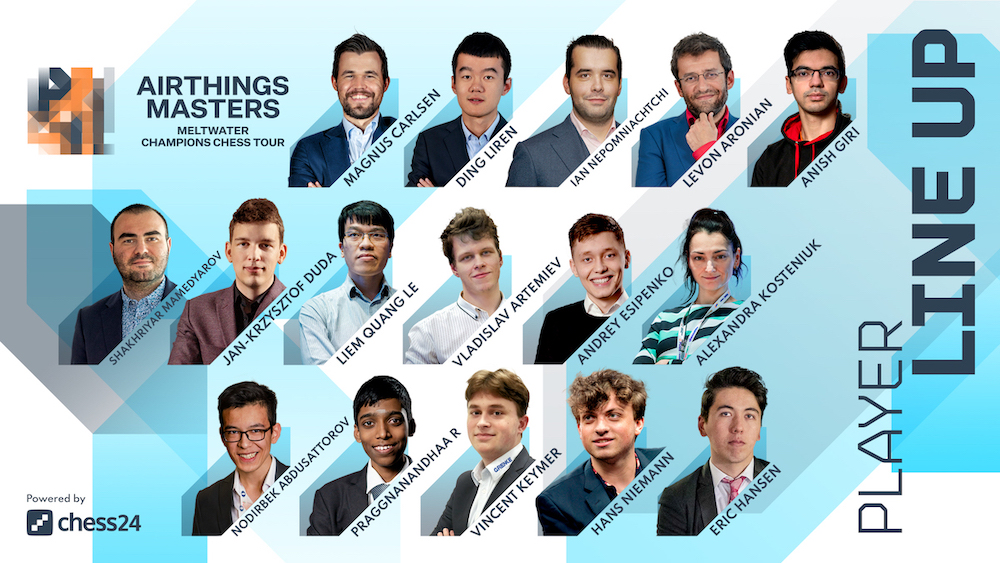 AIRTHINGS
MASTERS
MELTWATER
CHAMPIONS CHESS TOUR
MAGNUS CARLSEN
DING LIREN
IAN NEPOMNIACHTCHI
LEVON ARONIAN
ANISH GIRI
SHAKHRIYAR MAMEDYAROV
JAN-KRZYSZTOF DUDA
LIEM QUANG LE
VLADISLAV ARTEMIEV
ANDREY ESIPENKO
ALEXANDRA KOSTENIUK
NODIRBEK ABDUSATTOROV
PRAGGNANANDHAA R
GRENKE
VINCENT KEYMER
HANS NIEMANN
ERIC HANSEN
PLAYER
LINE UP
Powered by
chess24